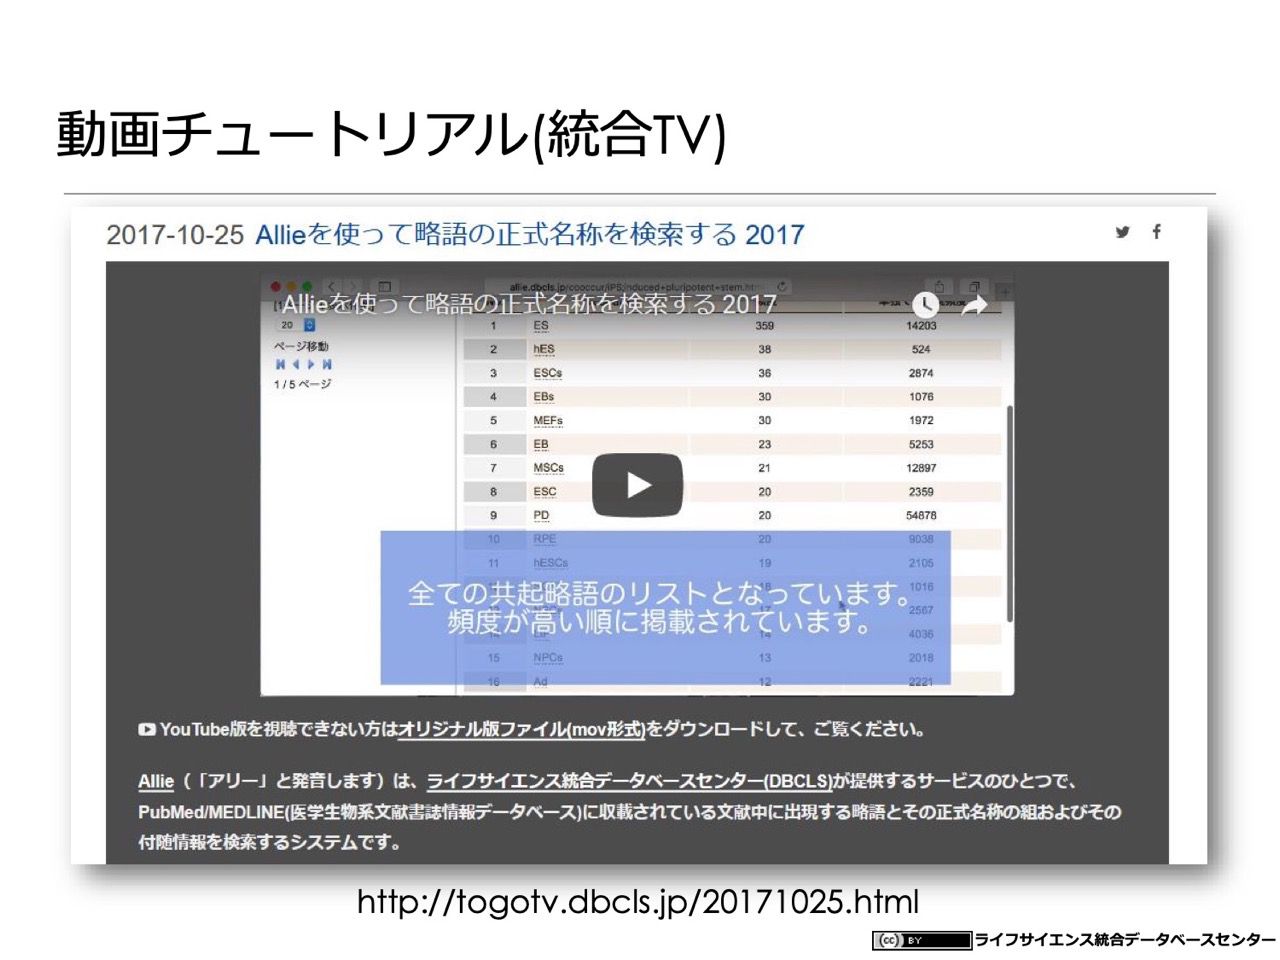 動画チュートリアル(統合TV)
2017-10-25 Allieを使って略語の正式名称を検索する 2017
Allieを使って略語の正式名称を検索する 2017
20
ページ移動
1 / 5 ページ
1 ES 359 14203
2 hES 38 524
3 ESCs 36 2874
4 EBs 30 1076
5 MEFs 30 1972
6 EB 23 5253
7 MSCs 21 12897
8 ESC 20 2359
9 PD 20 54878
10 RPE 20 9038
11 hESCs 19 2105
18 1016
17 2567
14 4036
15 NPCs 13 2018
16 Ad 12 2221
全ての共起略語のリストとなっています。
頻度が高い順に掲載されています。
YouTube版を視聴できない方はオリジナル版ファイル(mov形式)をダウンロードして、ご覧ください。
Allie（「アリー」と発音します）は、ライフサイエンス統合データベースセンター(DBCLS)が提供するサービスのひとつで、
PubMed/MEDLINE(医学生物系文献書誌情報データベース)に収載されている文献中に出現する略語とその正式名称の組およびその
付随情報を検索するシステムです。
http://togotv.dbcls.jp/20171025.html
cc BY ライフサイエンス統合データベースセンター